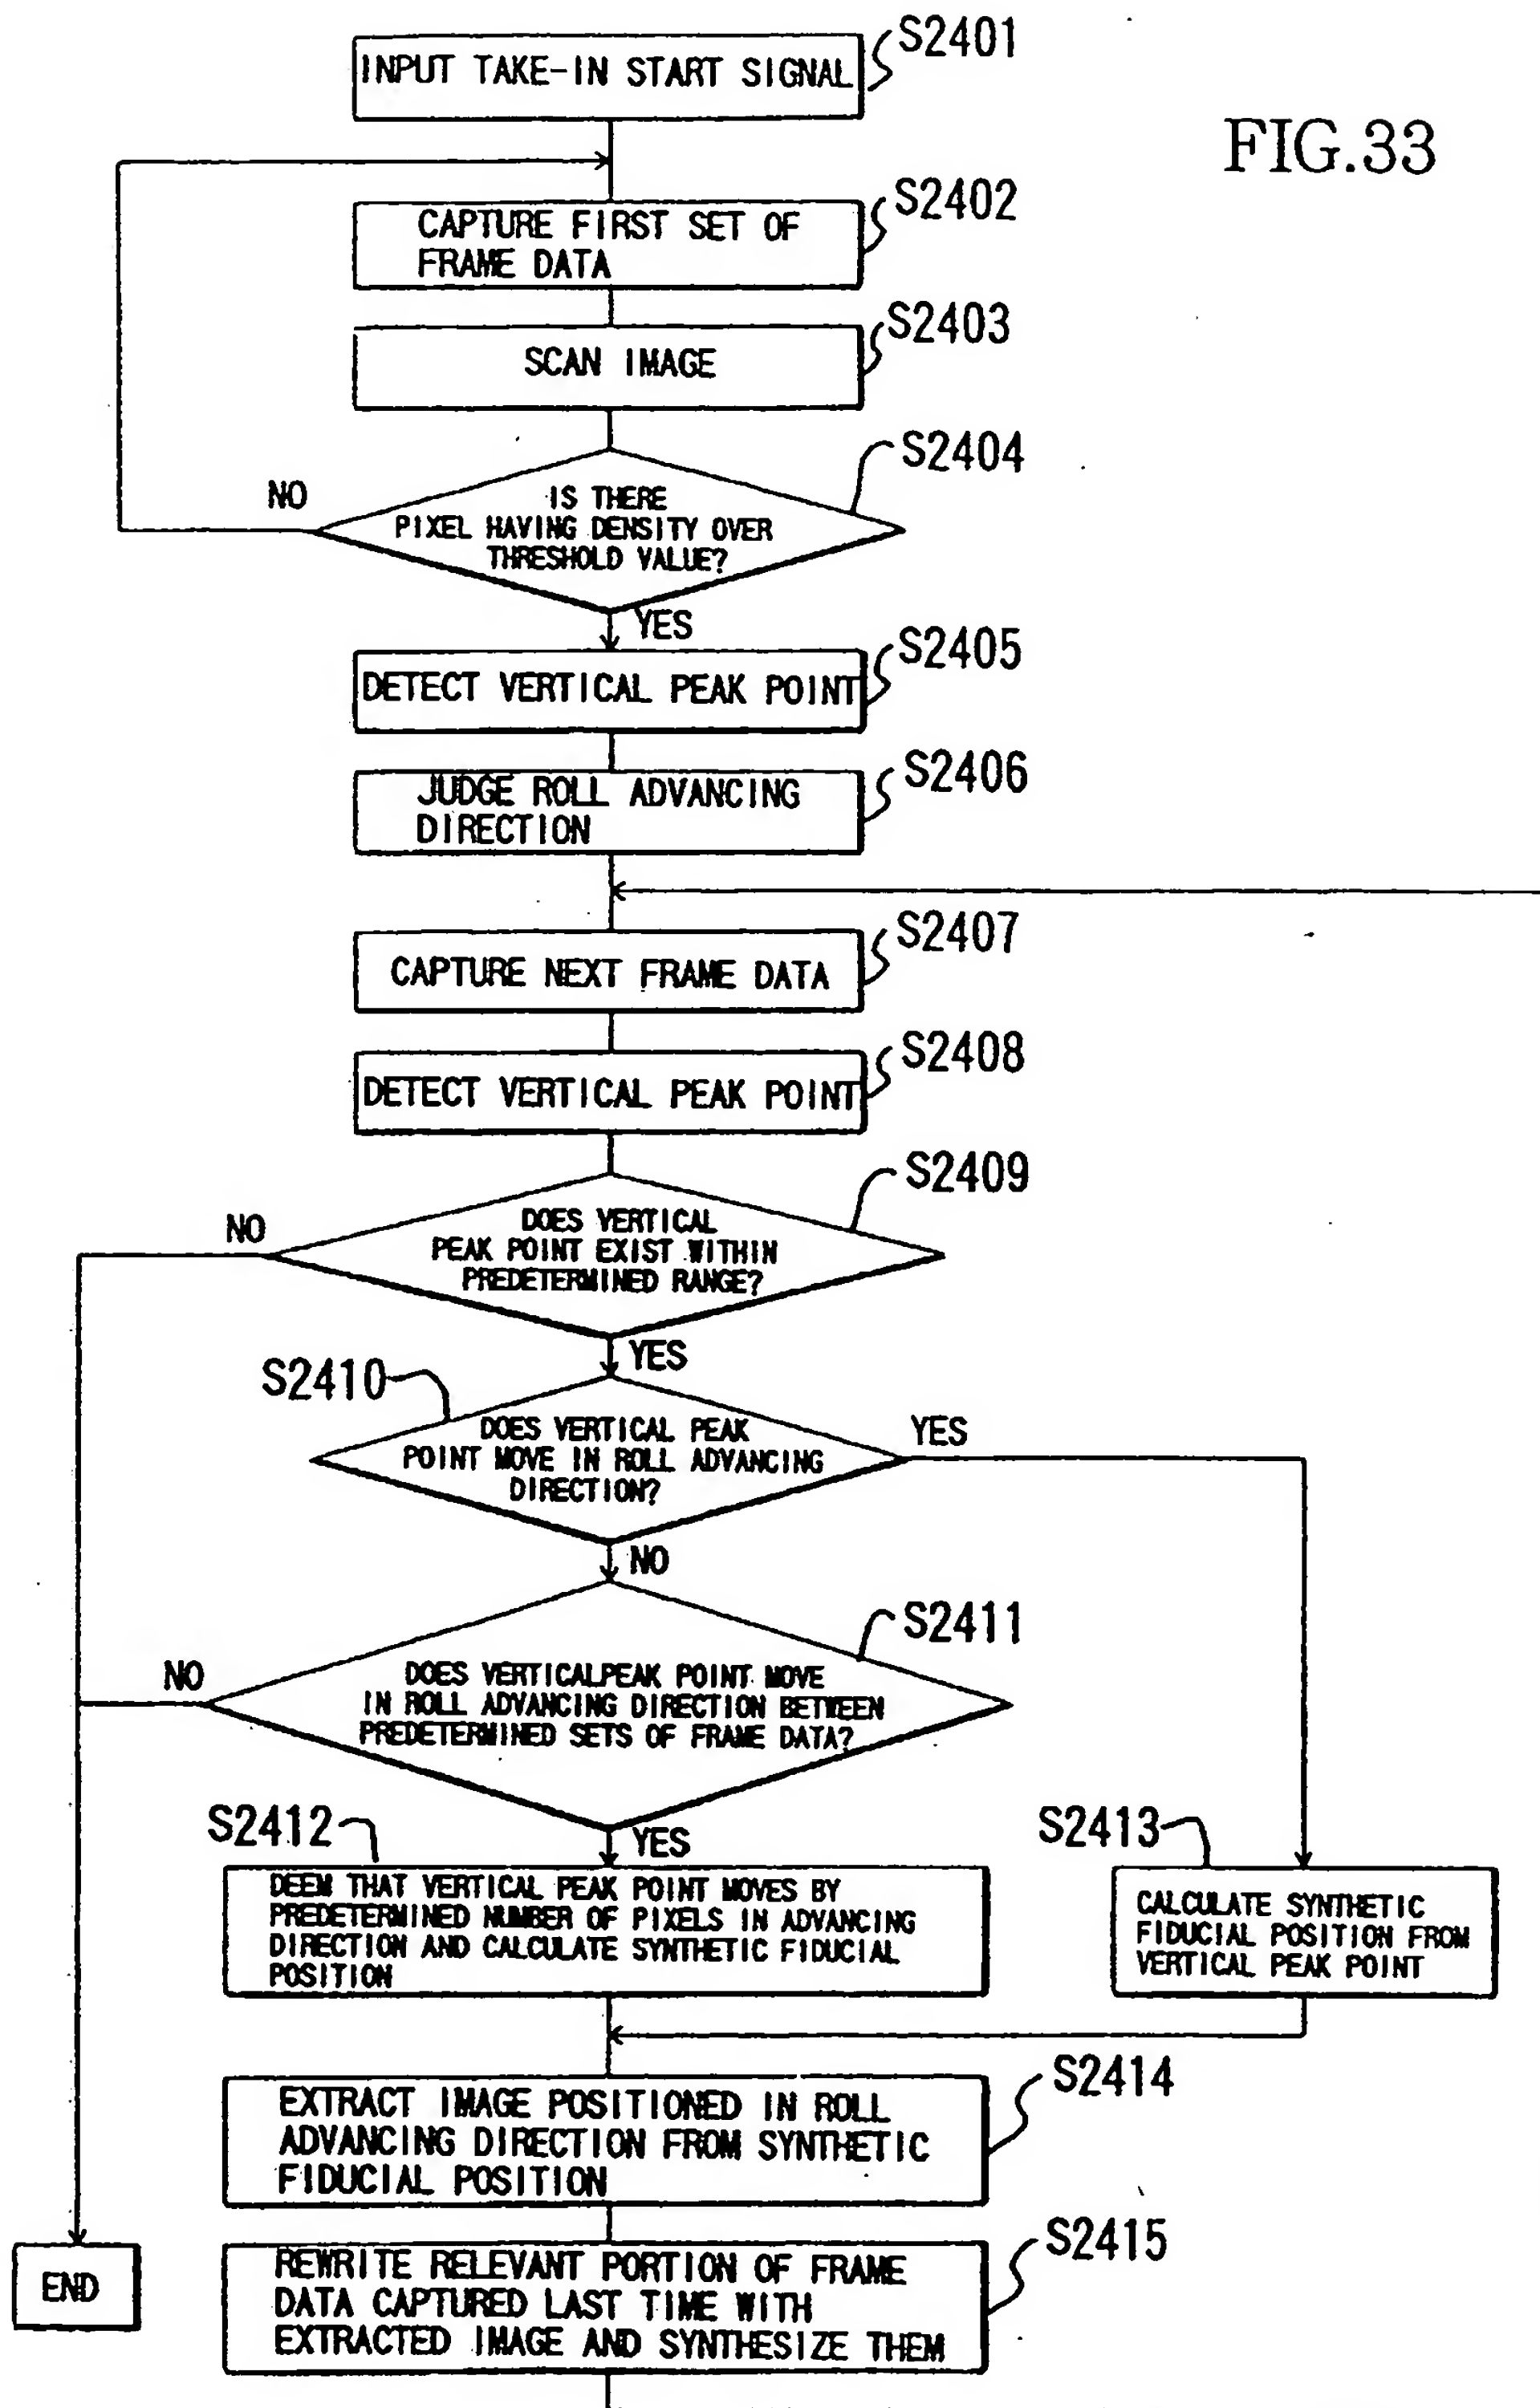 S2401
INPUT TAKE-IN START SIGNAL
FIG.33
S2402
CAPTURE FIRST SET OF
FRAME DATA
S2403
SCAN IMAGE
S2404
NO
IS THERE
PIXEL HAVING DENSITY OVER
THRESHOLD VALUE?
YES
S2405
DETECT VERTICAL PEAK POINT
S2406
JUDGE ROLL ADVANCING
DIRECTION
S2407
CAPTURE NEXT FRAME DATA
S2408
DETECT VERTICAL PEAK POINT
S2409
NO
DOES VERTICAL
PEAK POINT EXIST WITHIN
PREDETERMINED RANGE?
YES
S2410
DOES VERTICAL PEAK
POINT MOVE IN ROLL ADVANCING
DIRECTION?
YES
NO
S2411
NO
DOES VERTICALPEAK POINT MOVE
IN ROLL ADVANCING DIRECTION BETWEEN
PREDETERMINED SETS OF FRAME DATA?
YES
S2412
DEEM THAT VERTICAL PEAK POINT MOVES BY
PREDETERMINED NUMBER OF PIXELS IN ADVANCING
DIRECTION AND CALCULATE SYNTHETIC FIDUCIAL
POSITION
S2413
CALCULATE SYNTHETIC
FIDUCIAL POSITION FROM
VERTICAL PEAK POINT
S2414
EXTRACT IMAGE POSITIONED IN ROLL
ADVANCING DIRECTION FROM SYNTHETIC
FIDUCIAL POSITION
S2415
REWRITE RELEVANT PORTION OF FRAME
DATA CAPTURED LAST TIME WITH
EXTRACTED IMAGE AND SYNTHESIZE THEM
END